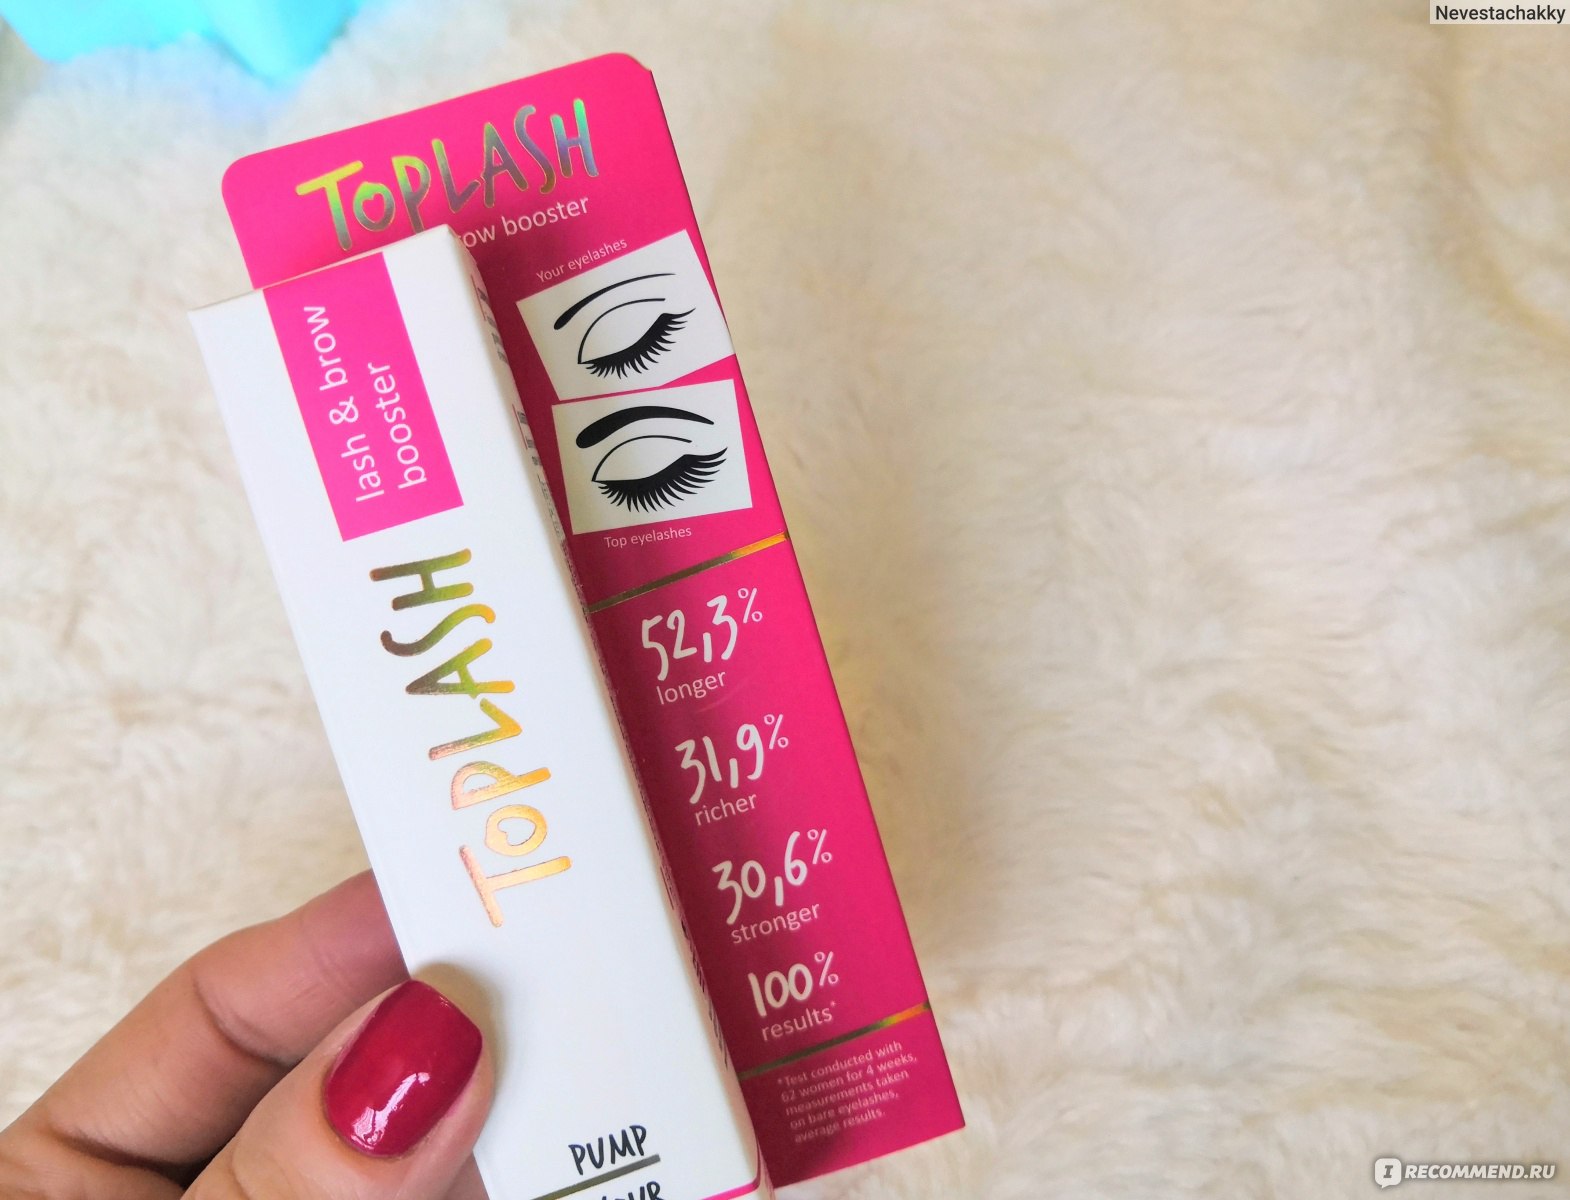 Nevestachakky
TOPLASH
row booster
Your eyelashes
Top eyelashes
52,3%
longer
31,9%
richer
30,6%
stronger
100%
results*
*Test conducted with
62 women for 4 weeks,
measurements taken
on bare eyelashes,
average results.
lash & brow
booster
TOPLASH
PUMP
IRECOMMEND.RU